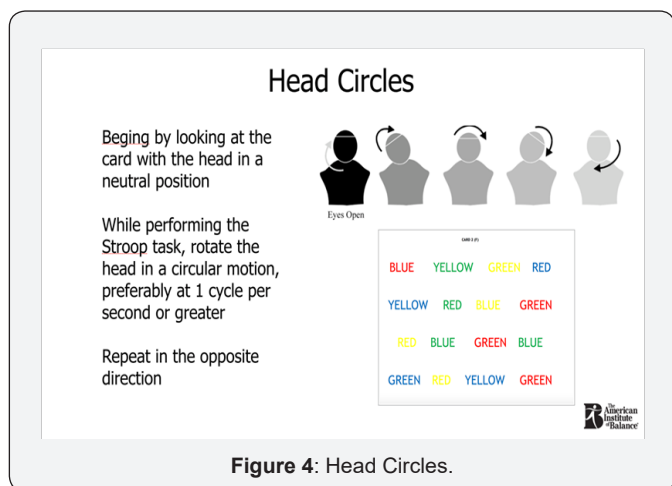 Head Circles
Beging by looking at the
card with the head in a
neutral position
While performing the
Stroop task, rotate the
head in a circular motion,
preferably at 1 cycle per
second or greater
Repeat in the opposite
direction
Eyes Open
CARD 2 (F)
BLUE YELLOW GREEN RED
YELLOW RED BLUE GREEN
RED BLUE GREEN BLUE
GREEN RED YELLOW GREEN
The
American
Institute
of Balance
Figure 4: Head Circles.